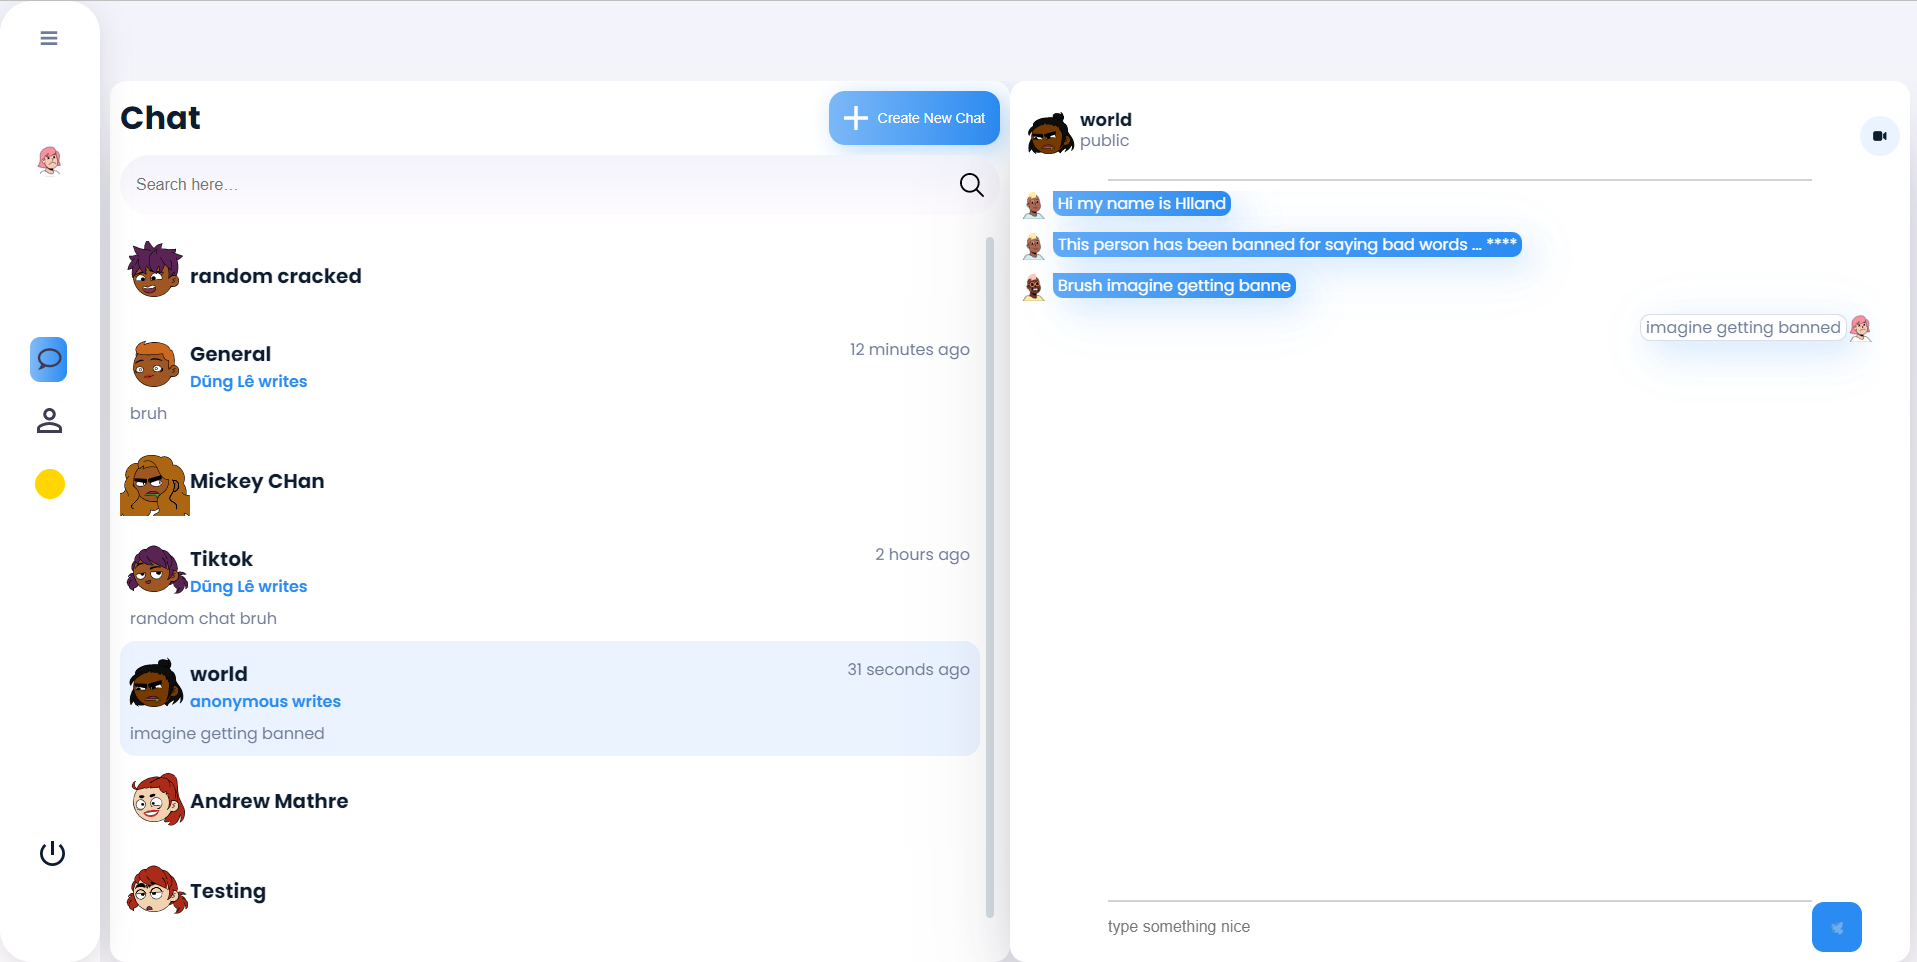 Chat
Create New Chat
Search here...
random cracked
General
12 minutes ago
Dũng Lê writes
bruh
Mickey CHan
Tiktok
2 hours ago
Dũng Lê writes
random chat bruh
world
31 seconds ago
anonymous writes
imagine getting banned
Andrew Mathre
Testing
world
public
Hi my name is HIland
This person has been banned for saying bad words ... ****
Brush imagine getting banne
imagine getting banned
type something nice